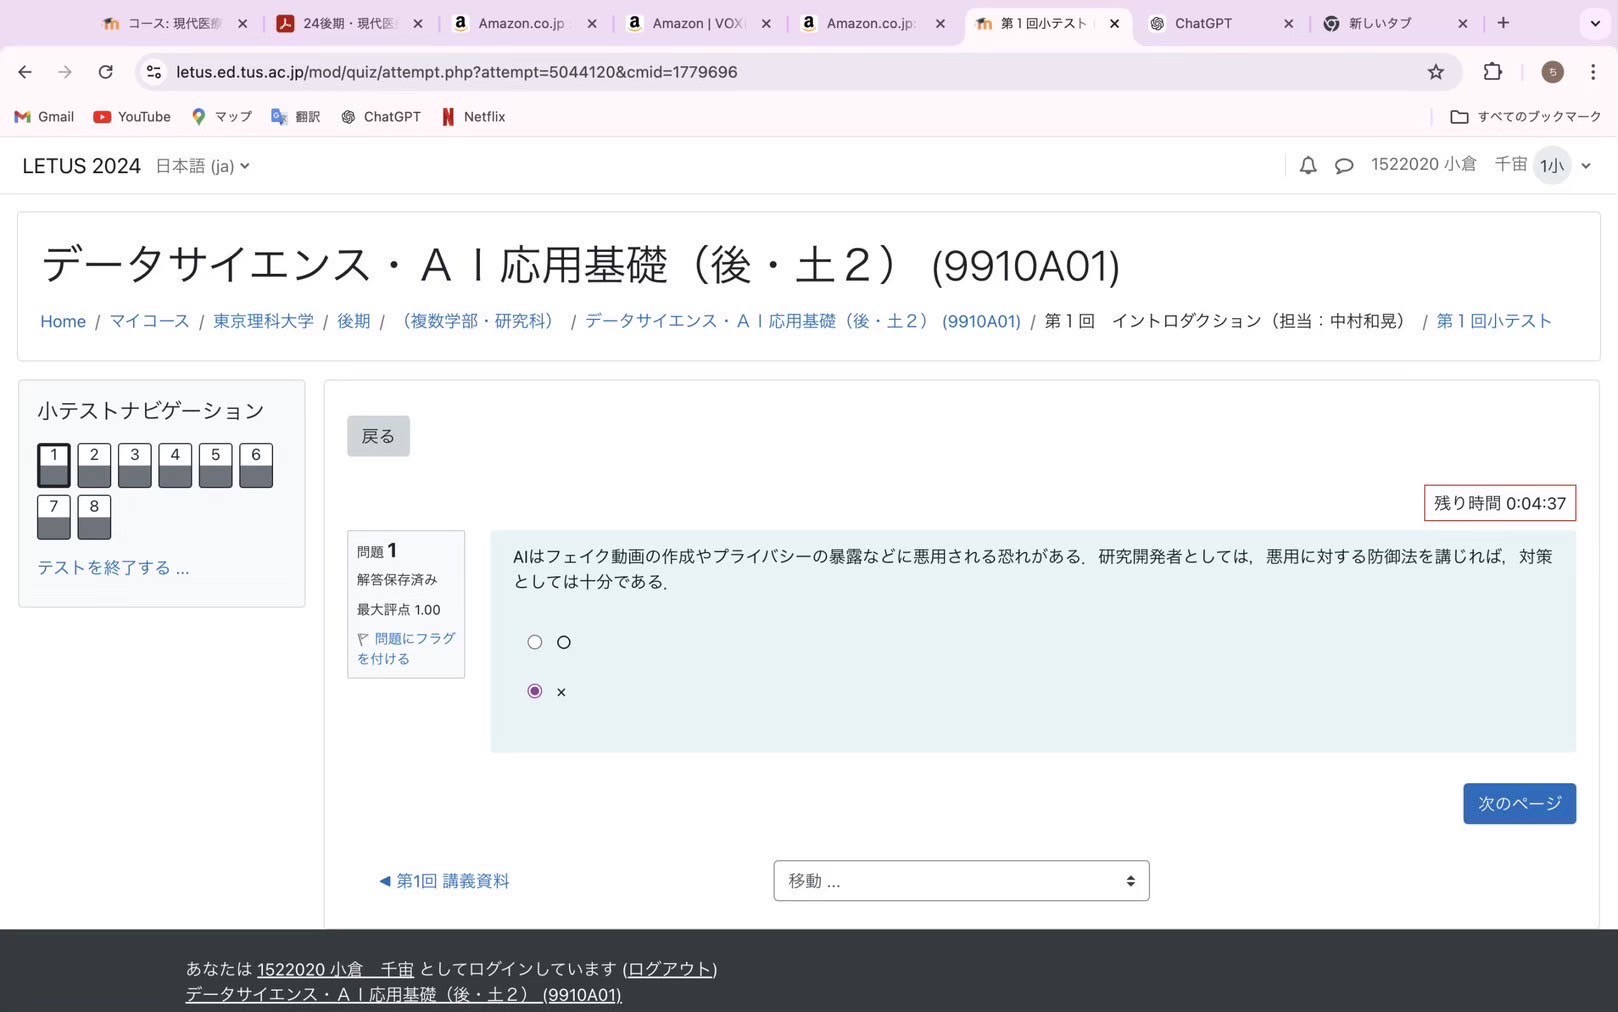 コース: 現代医療
24後期・現代医療
Amazon.co.jp
Amazon | VOX
Amazon.co.jp:
第１回小テスト
ChatGPT
新しいタブ
letus.ed.tus.ac.jp/mod/quiz/attempt.php?attempt=5044120&cmid=1779696
ち
Gmail
YouTube
マップ
翻訳
ChatGPT
Netflix
すべてのブックマーク
LETUS 2024 日本語 (ja)
1522020 小倉　千宙 1小
データサイエンス・ＡＩ応用基礎（後・土２） (9910A01)
Home / マイコース / 東京理科大学 / 後期 / （複数学部・研究科） / データサイエンス・ＡＩ応用基礎（後・土２） (9910A01) / 第１回　イントロダクション（担当：中村和晃） / 第１回小テスト
小テストナビゲーション
1 2 3 4 5 6
7 8
テストを終了する ...
戻る
残り時間 0:04:37
問題 1
解答保存済み
最大評点 1.00
問題にフラグ
を付ける
AIはフェイク動画の作成やプライバシーの暴露などに悪用される恐れがある．研究開発者としては，悪用に対する防御法を講じれば，対策
としては十分である．
○
×
次のページ
◀ 第1回 講義資料
移動 ...
あなたは 1522020 小倉　千宙 としてログインしています (ログアウト)
データサイエンス・ＡＩ応用基礎（後・土２） (9910A01)